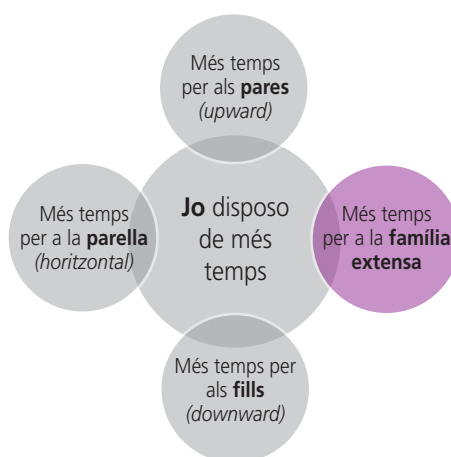 Més temps
per als pares
(upward)
Més temps
per a la parella
(horitzontal)
Jo disposo
de més
temps
Més temps
per a la família
extensa
Més temps per
als fills
(downward)